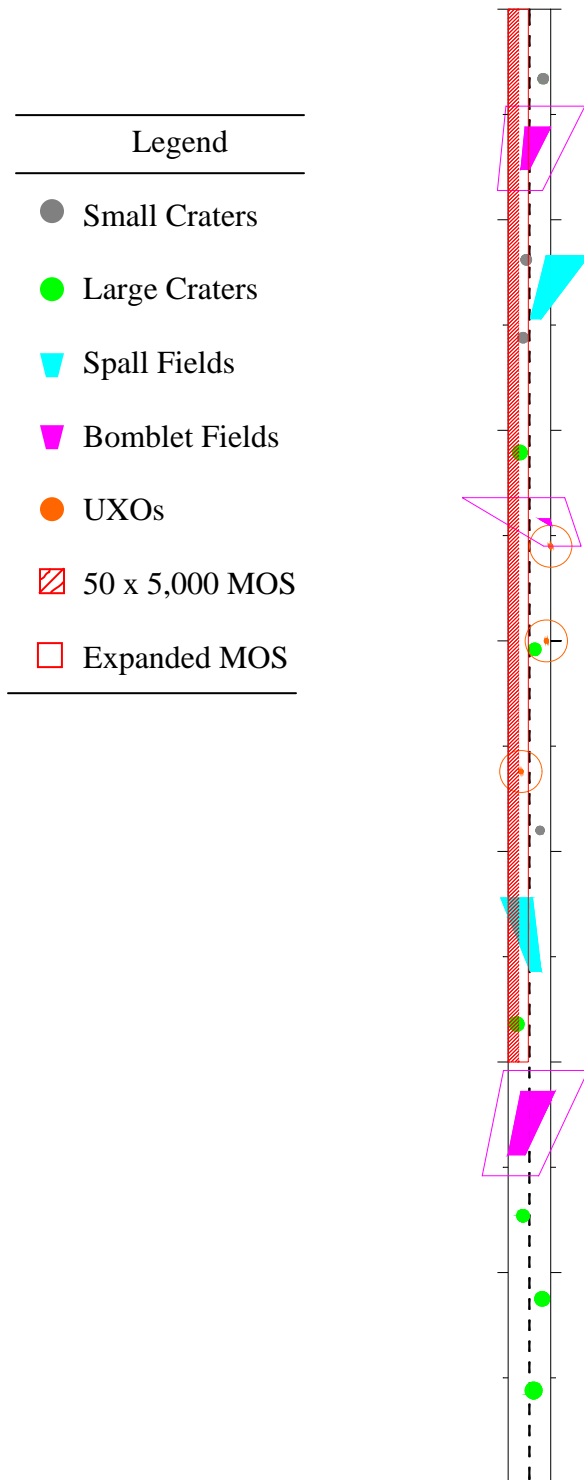 Legend
Small Craters
Large Craters
Spall Fields
Bomblet Fields
UXOs
50 x 5,000 MOS
Expanded MOS